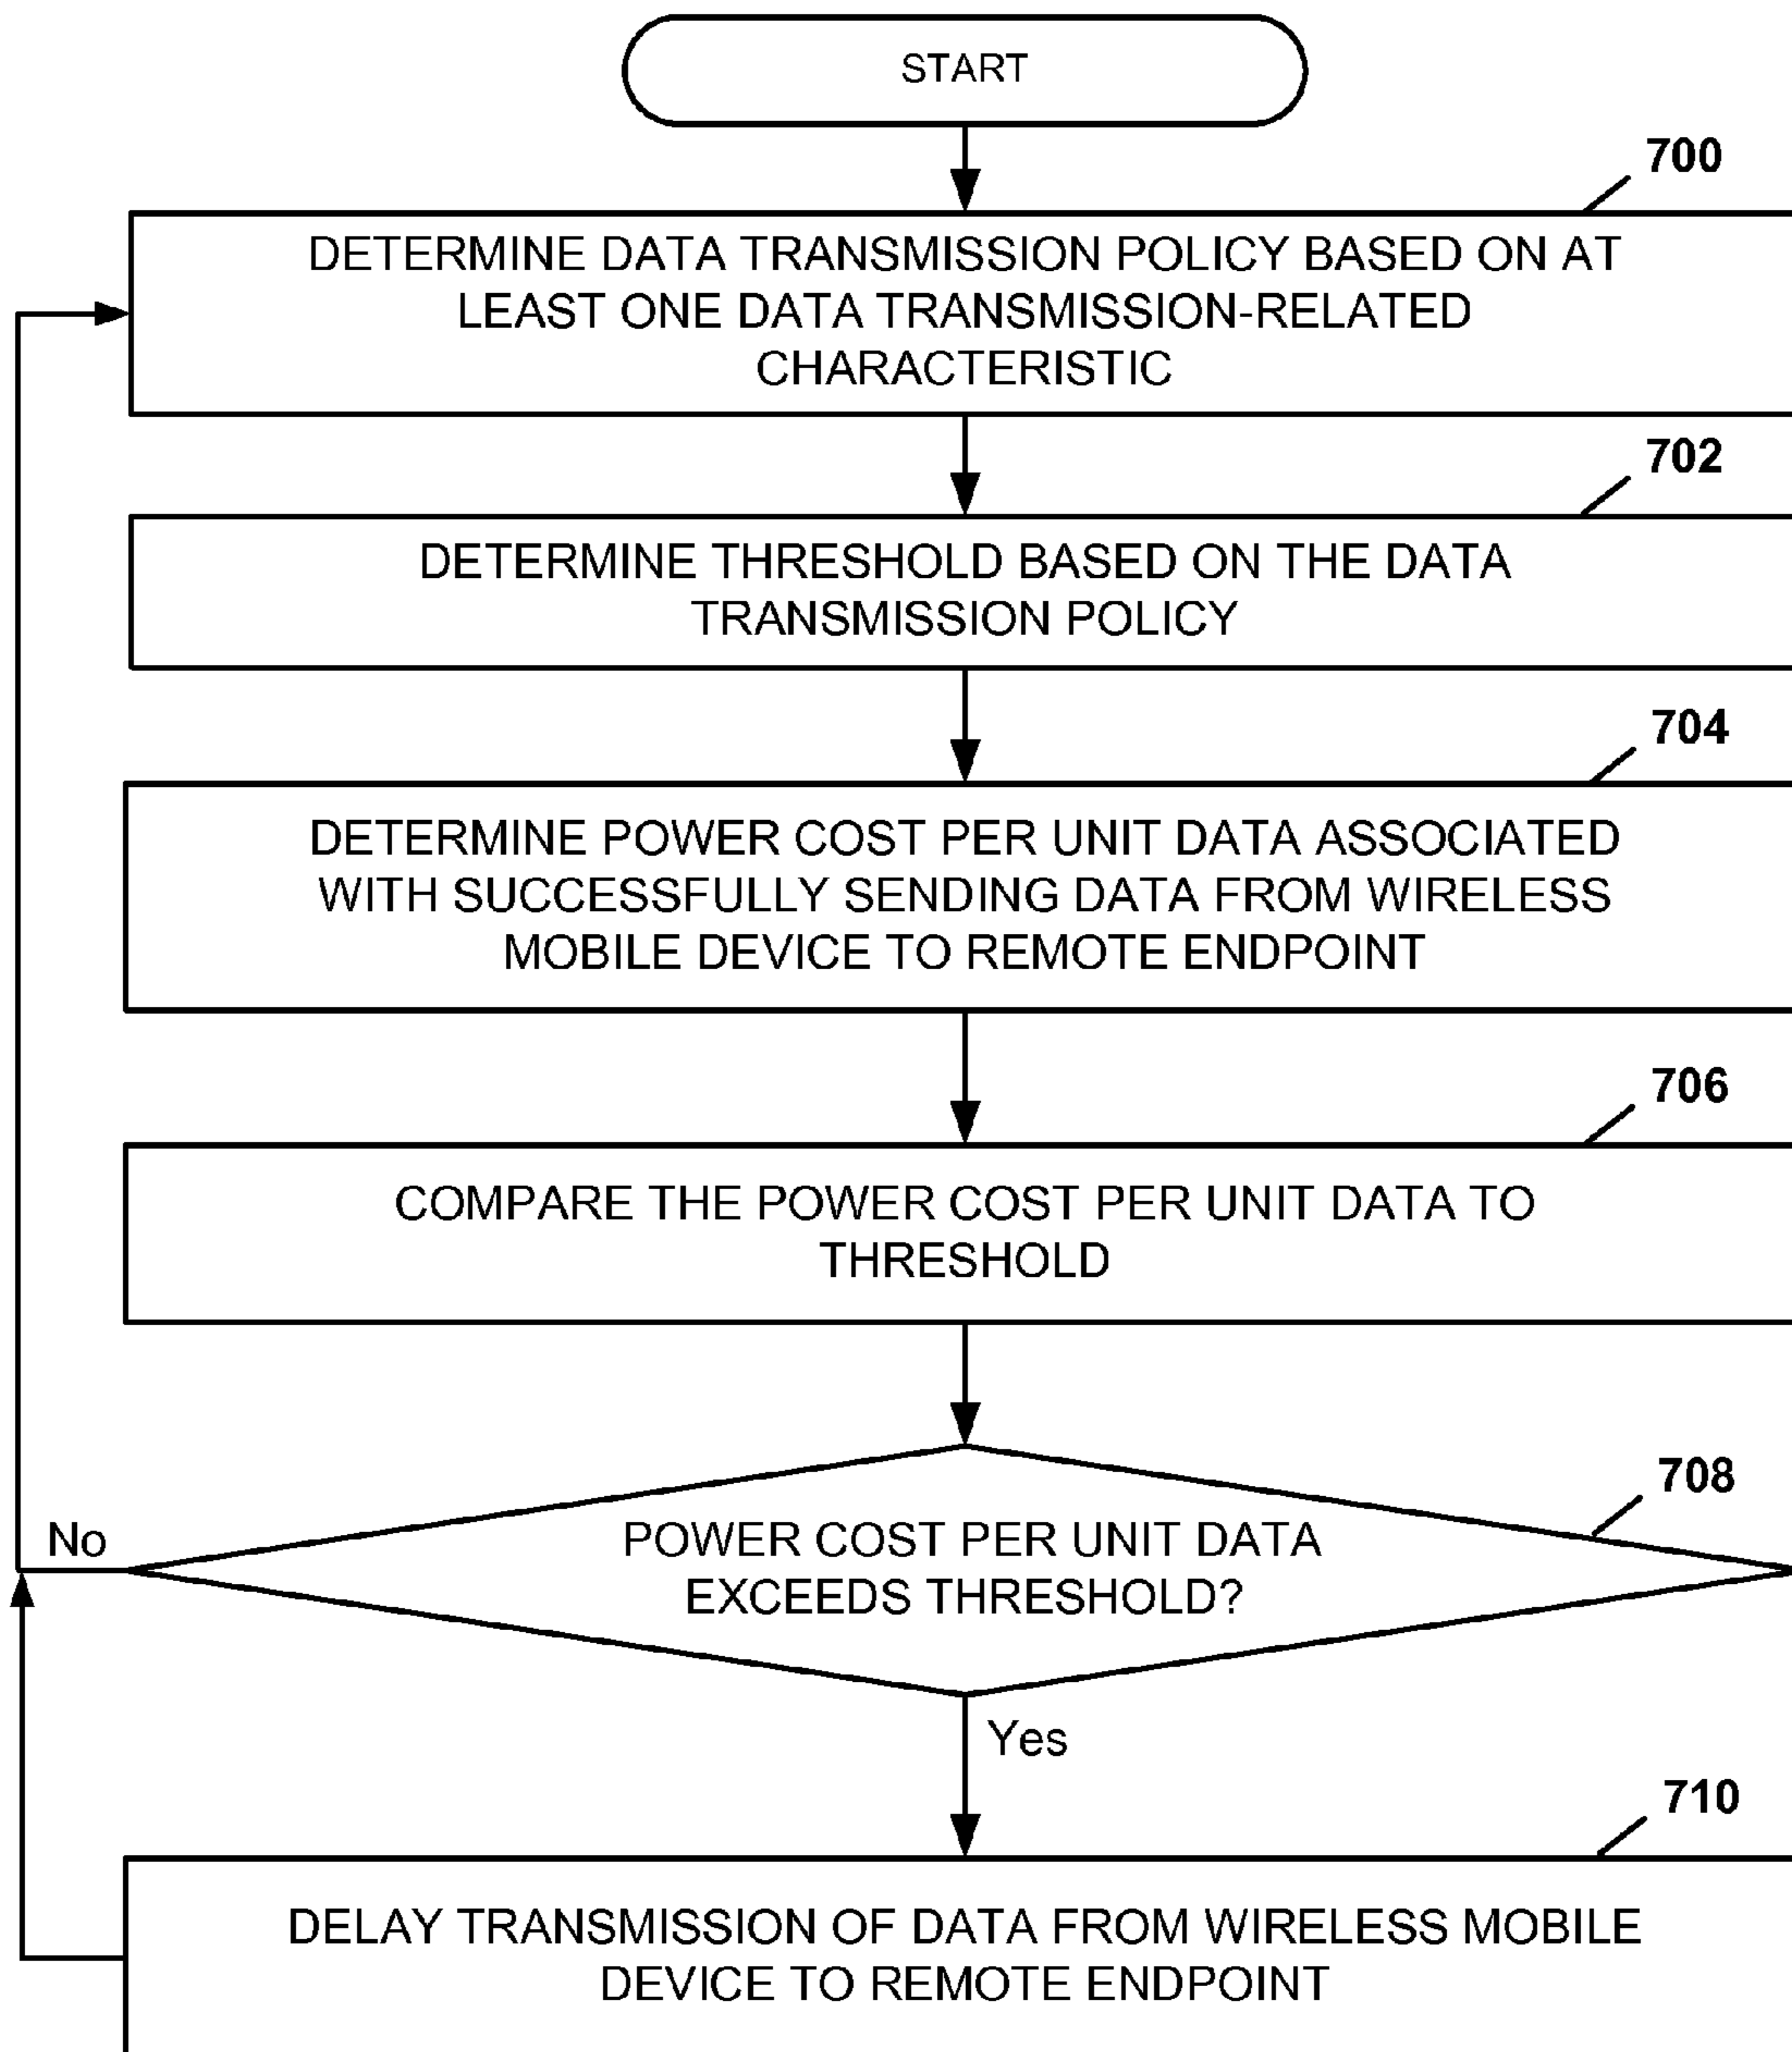 START
700
DETERMINE DATA TRANSMISSION POLICY BASED ON AT
LEAST ONE DATA TRANSMISSION-RELATED
CHARACTERISTIC
702
DETERMINE THRESHOLD BASED ON THE DATA
TRANSMISSION POLICY
704
DETERMINE POWER COST PER UNIT DATA ASSOCIATED
WITH SUCCESSFULLY SENDING DATA FROM WIRELESS
MOBILE DEVICE TO REMOTE ENDPOINT
706
COMPARE THE POWER COST PER UNIT DATA TO
THRESHOLD
708
No
POWER COST PER UNIT DATA
EXCEEDS THRESHOLD?
Yes
710
DELAY TRANSMISSION OF DATA FROM WIRELESS MOBILE
DEVICE TO REMOTE ENDPOINT